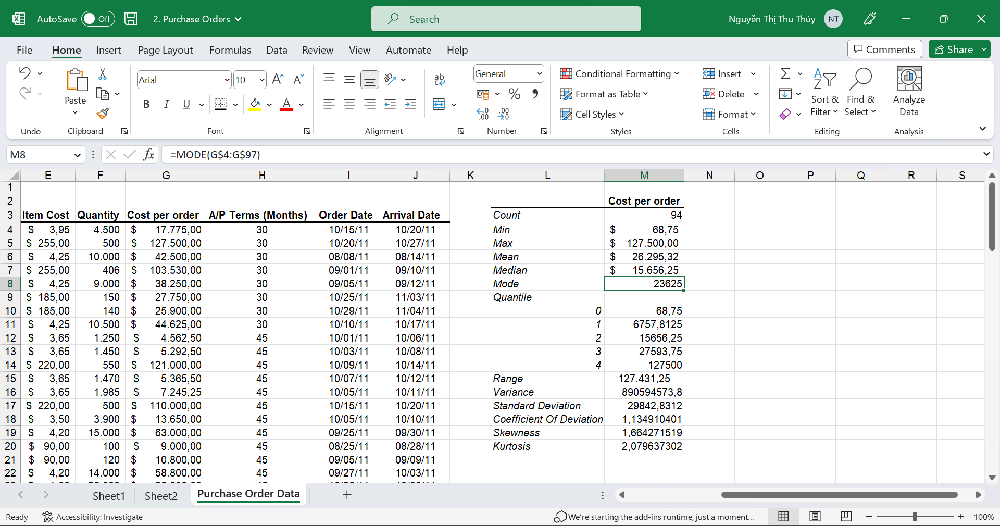 AutoSave Off 2. Purchase Orders Search Nguyễn Thị Thu Thủy NT
File Home Insert Page Layout Formulas Data Review View Automate Help Comments Share
Undo
Paste
Clipboard
Arial 10
B I U
Font
Alignment
General
Number
Conditional Formatting
Format as Table
Cell Styles
Styles
Insert
Delete
Format
Cells
Sort & Filter
Find & Select
Editing
Analyze Data
Analysis
M8 fx =MODE(G$4:G$97)
E F G H I J K L M N O P Q R S
1
2 Cost per order
3 Item Cost Quantity Cost per order A/P Terms (Months) Order Date Arrival Date Count 94
4 $ 3,95 4.500 $ 17.775,00 30 10/15/11 10/20/11 Min $ 68,75
5 $ 255,00 500 $ 127.500,00 30 10/20/11 10/27/11 Max $ 127.500,00
6 $ 4,25 10.000 $ 42.500,00 30 08/08/11 08/14/11 Mean $ 26.295,32
7 $ 255,00 406 $ 103.530,00 30 09/01/11 09/10/11 Median $ 15.656,25
8 $ 4,25 9.000 $ 38.250,00 30 09/05/11 09/12/11 Mode 23625
9 $ 185,00 150 $ 27.750,00 30 10/25/11 11/03/11 Quantile
10 $ 185,00 140 $ 25.900,00 30 10/29/11 11/04/11 0 68,75
11 $ 4,25 10.500 $ 44.625,00 30 10/10/11 10/17/11 1 6757,8125
12 $ 3,65 1.250 $ 4.562,50 45 10/01/11 10/06/11 2 15656,25
13 $ 3,65 1.450 $ 5.292,50 45 10/03/11 10/08/11 3 27593,75
14 $ 220,00 550 $ 121.000,00 45 10/09/11 10/14/11 4 127500
15 $ 3,65 1.470 $ 5.365,50 45 10/07/11 10/12/11 Range 127.431,25
16 $ 3,65 1.985 $ 7.245,25 45 10/05/11 10/11/11 Variance 890594573,8
17 $ 220,00 500 $ 110.000,00 45 10/15/11 10/20/11 Standard Deviation 29842,8312
18 $ 3,50 3.900 $ 13.650,00 45 10/05/11 10/10/11 Coefficient Of Deviation 1,134910401
19 $ 4,20 15.000 $ 63.000,00 45 09/25/11 09/30/11 Skewness 1,664271519
20 $ 90,00 100 $ 9.000,00 45 08/25/11 08/28/11 Kurtosis 2,079637302
21 $ 90,00 120 $ 10.800,00 45 09/05/11 09/09/11
22 $ 4,20 14.000 $ 58.800,00 45 09/27/11 10/03/11
Sheet1 Sheet2 Purchase Order Data
Ready Accessibility: Investigate We're starting the add-ins runtime, just a moment... 100%